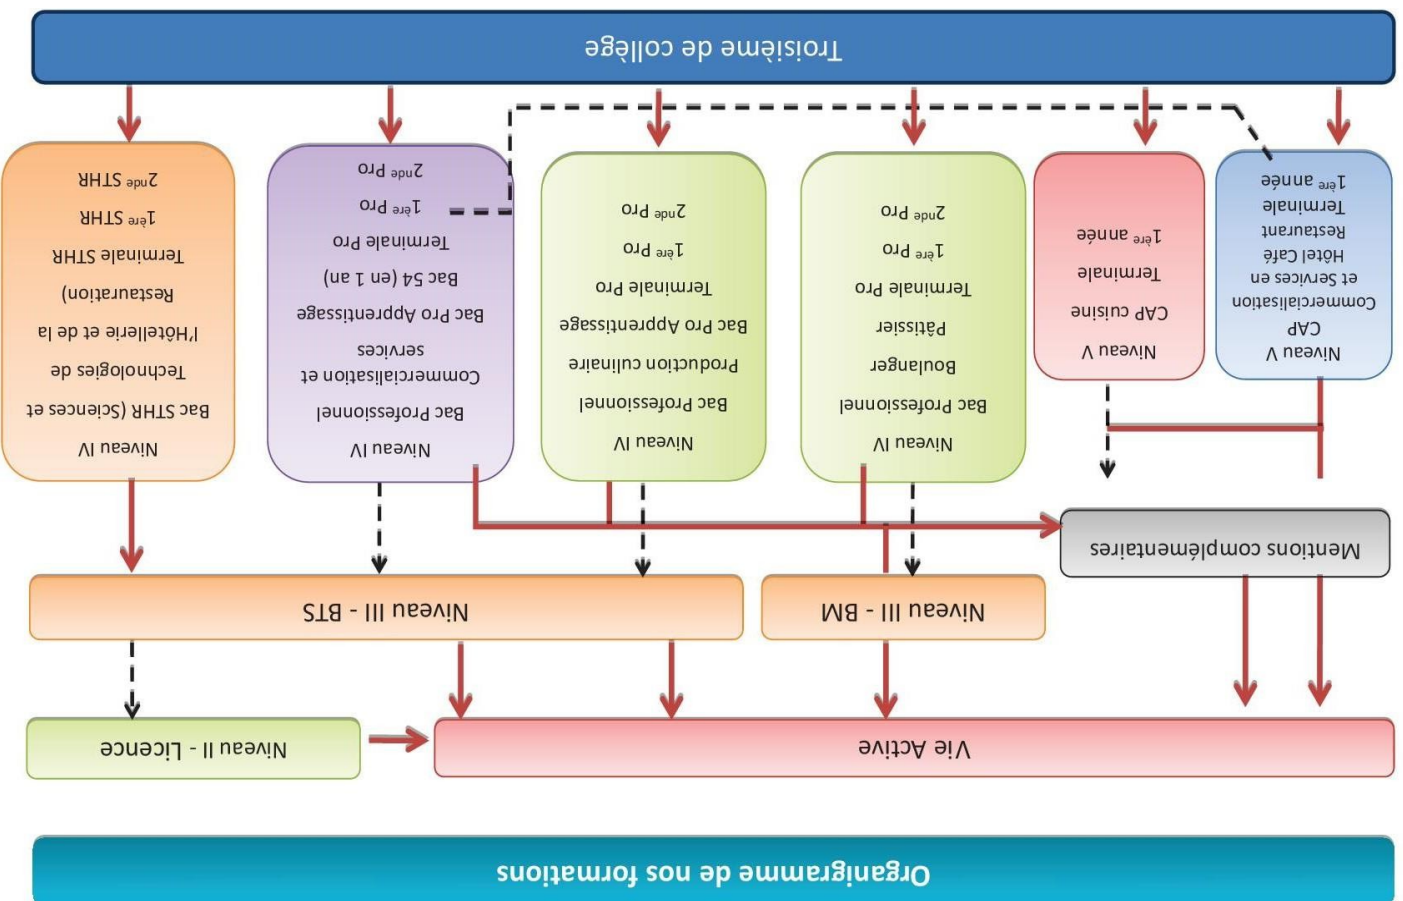 Organigramme de nos formations
Vie Active
Niveau II - Licence
Niveau III - BM
Niveau III - BTS
Mentions complémentaires
Niveau V
CAP
Commercialisation
et Services en
Hôtel Café
Restaurant
Terminale
1ère année
Niveau V
CAP cuisine
Terminale
1ère année
Niveau IV
Bac Professionnel
Boulanger
Pâtissier
Terminale Pro
1ère Pro
2nde Pro
Niveau IV
Bac Professionnel
Production culinaire
Bac Pro Apprentissage
Terminale Pro
1ère Pro
2nde Pro
Niveau IV
Bac Professionnel
Commercialisation et
services
Bac Pro Apprentissage
Bac 54 (en 1 an)
Terminale Pro
1ère Pro
2nde Pro
Niveau IV
Bac STHR (Sciences et
Technologies de
l'Hôtellerie et de la
Restauration)
Terminale STHR
1ère STHR
2nde STHR
Troisième de collège